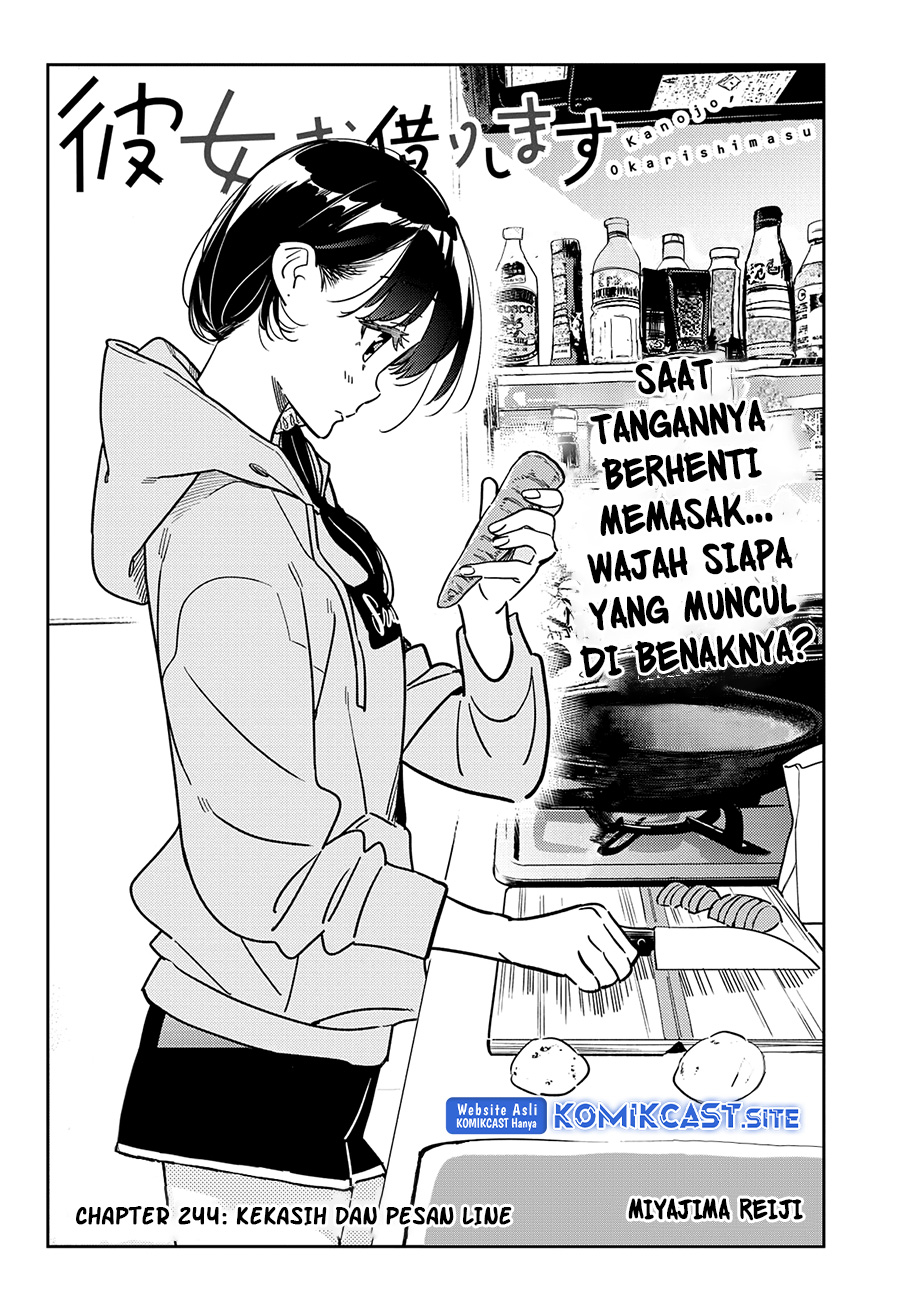 彼女お借りします
Kanojo,
Okarishimasu
SAAT
TANGANNYA
BERHENTI
MEMASAK...
WAJAH SIAPA
YANG MUNCUL
DI BENAKNYA?
Website Asli
KOMIKCAST Hanya
KOMIKCAST.SITE
CHAPTER 244: KEKASIH DAN PESAN LINE
MIYAJIMA REIJI